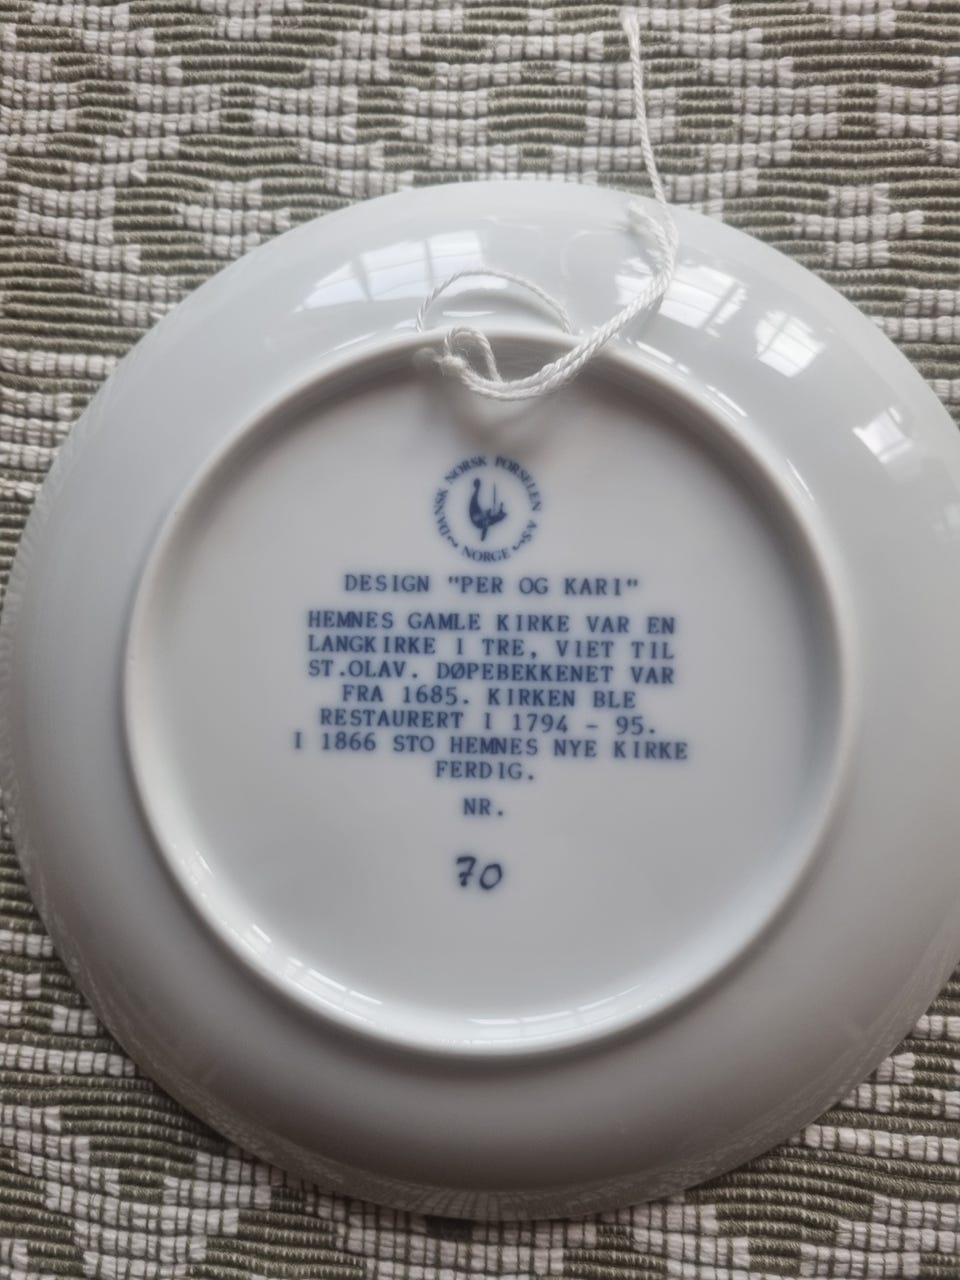 DANSK NORSK PORSELEN A/S
NORGE
DESIGN "PER OG KARI"
HEMNES GAMLE KIRKE VAR EN
LANGKIRKE I TRE, VIET TIL
ST.OLAV. DØPEBEKKENET VAR
FRA 1685. KIRKEN BLE
RESTAURERT I 1794 - 95.
I 1866 STO HEMNES NYE KIRKE
FERDIG.
NR.
70